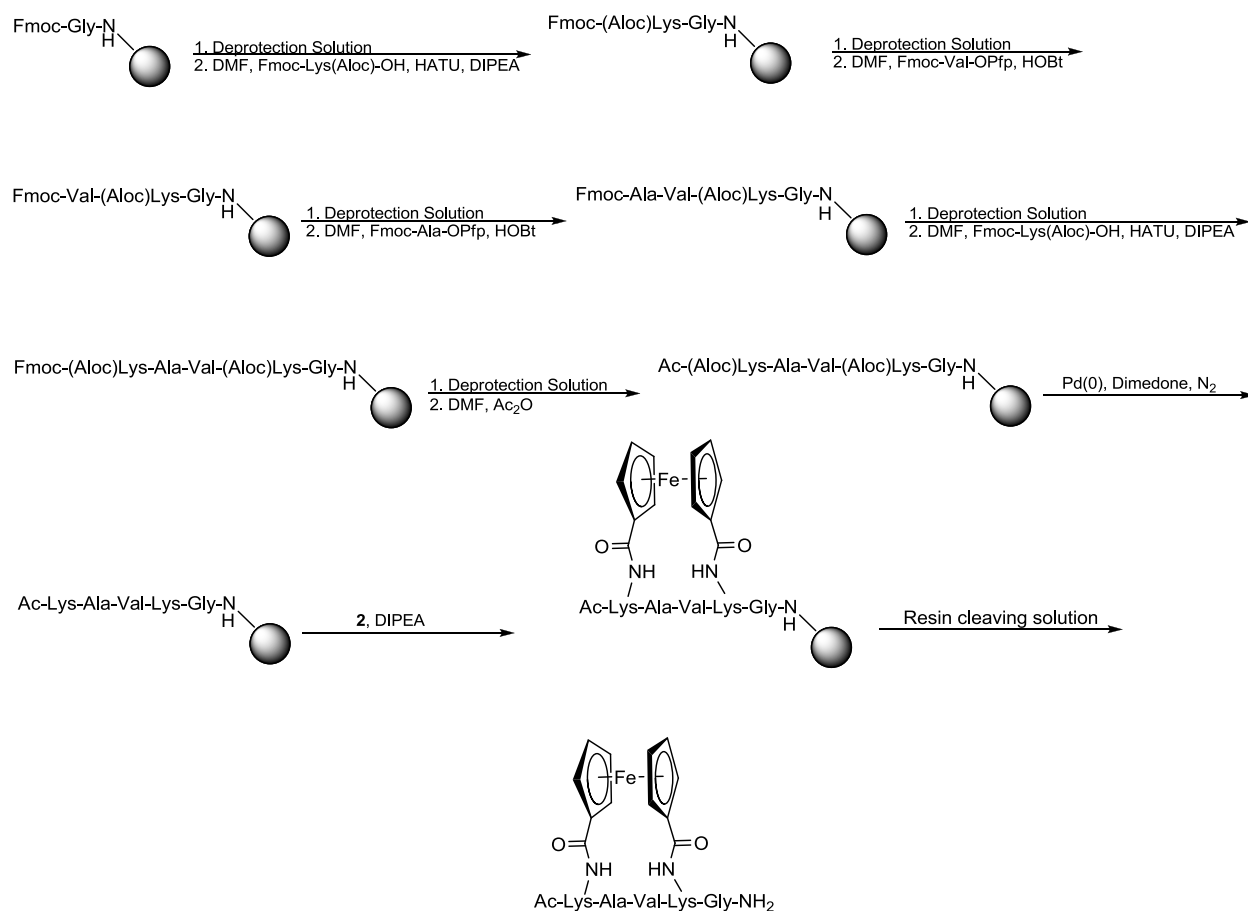 Fmoc-Gly-N
H
1. Deprotection Solution
2. DMF, Fmoc-Lys(Aloc)-OH, HATU, DIPEA
Fmoc-(Aloc)Lys-Gly-N
H
1. Deprotection Solution
2. DMF, Fmoc-Val-OPfp, HOBt
Fmoc-Val-(Aloc)Lys-Gly-N
H
1. Deprotection Solution
2. DMF, Fmoc-Ala-OPfp, HOBt
Fmoc-Ala-Val-(Aloc)Lys-Gly-N
H
1. Deprotection Solution
2. DMF, Fmoc-Lys(Aloc)-OH, HATU, DIPEA
Fmoc-(Aloc)Lys-Ala-Val-(Aloc)Lys-Gly-N
H
1. Deprotection Solution
2. DMF, Ac₂O
Ac-(Aloc)Lys-Ala-Val-(Aloc)Lys-Gly-N
H
Pd(0), Dimedone, N₂
Ac-Lys-Ala-Val-Lys-Gly-N
H
2, DIPEA
Fe
O
O
NH
HN
Ac-Lys-Ala-Val-Lys-Gly-N
H
Resin cleaving solution
Fe
O
O
NH
HN
Ac-Lys-Ala-Val-Lys-Gly-NH₂